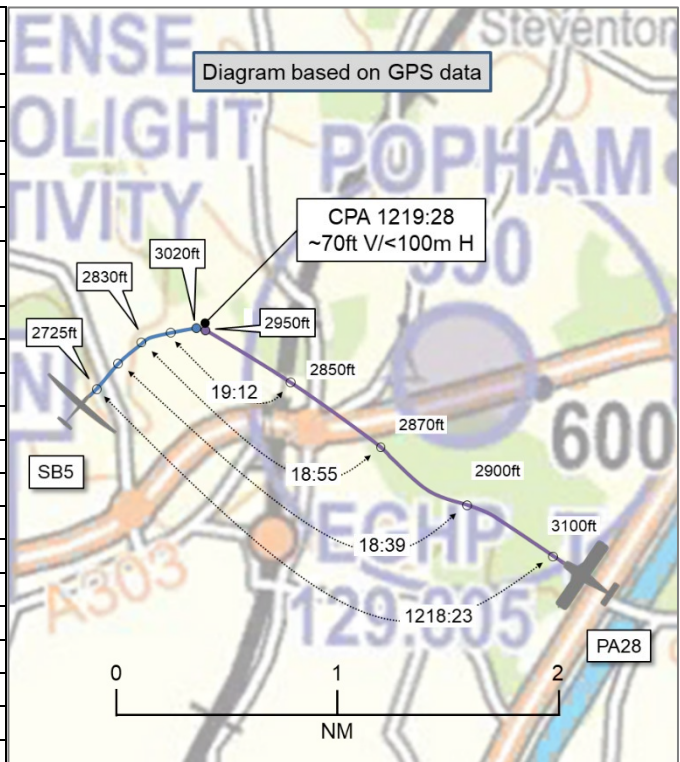 ENSE
Steventon
Diagram based on GPS data
OLIGHT
POPHAM
TIVITY
CPA 1219:28
~70ft V/<100m H
550
3020ft
2830ft
2950ft
2725ft
2850ft
N
19:12
2870ft
600
SB5
18:55
2900ft
EGHP T
18:39
3100ft
A303
1218:23
129.805
PA28
0
1
2
NM